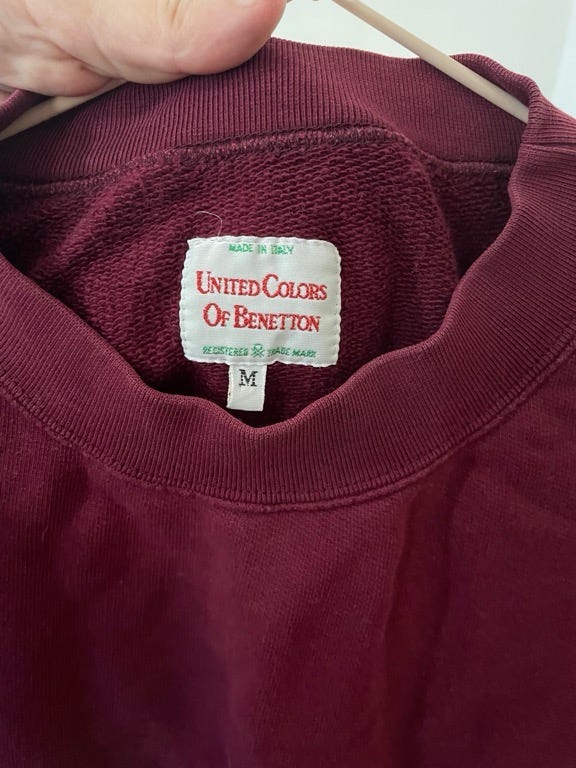 MADE IN ITALY
UNITED COLORS
OF BENETTON
REGISTERED TRADE MARK
M